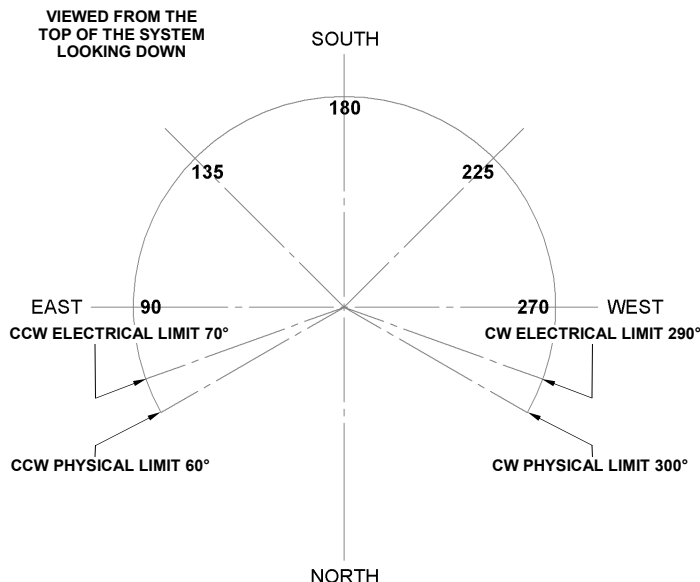 VIEWED FROM THE
TOP OF THE SYSTEM
LOOKING DOWN
SOUTH
180
135
225
EAST
90
270
WEST
CCW ELECTRICAL LIMIT 70°
CW ELECTRICAL LIMIT 290°
CCW PHYSICAL LIMIT 60°
CW PHYSICAL LIMIT 300°
NORTH